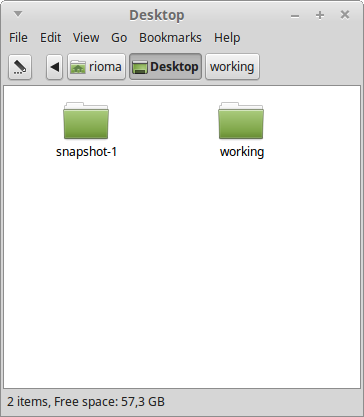 Desktop
File Edit View Go Bookmarks Help
rioma Desktop working
snapshot-1 working
2 items, Free space: 57,3 GB